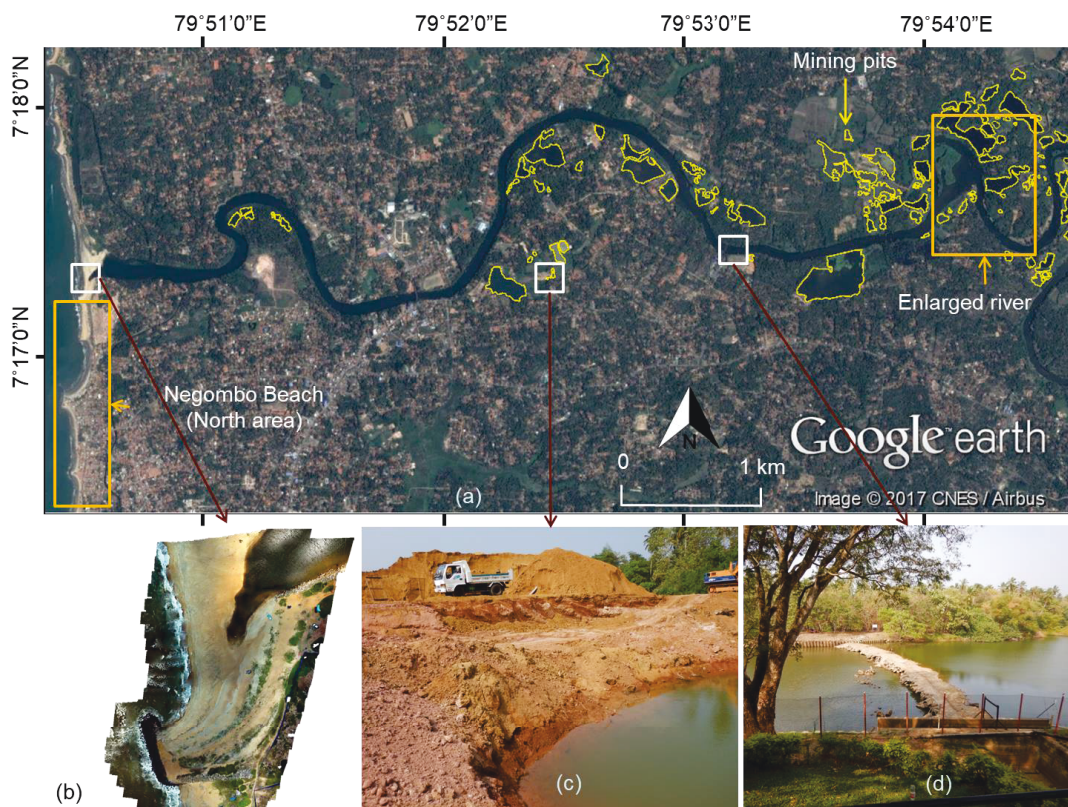 79°51’0”E 79°52’0”E 79°53’0”E 79°54’0”E
7°18’0”N
Mining pits
Enlarged river
7°17’0”N
Negombo Beach
(North area)
N
0 1 km
Google earth
(a)
Image © 2017 CNES / Airbus
(b)
(c)
(d)